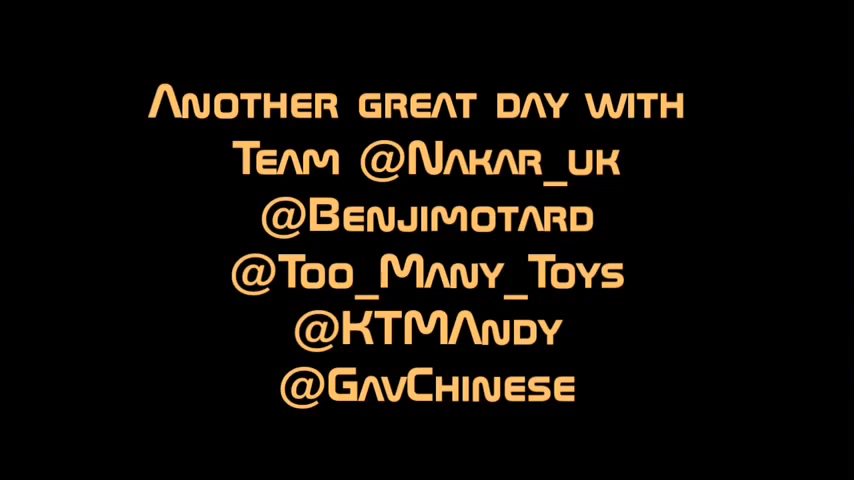 Another great day with
Team @Nakar_uk
@Benjimotard
@Too_Many_Toys
@KTMAndy
@GavChinese